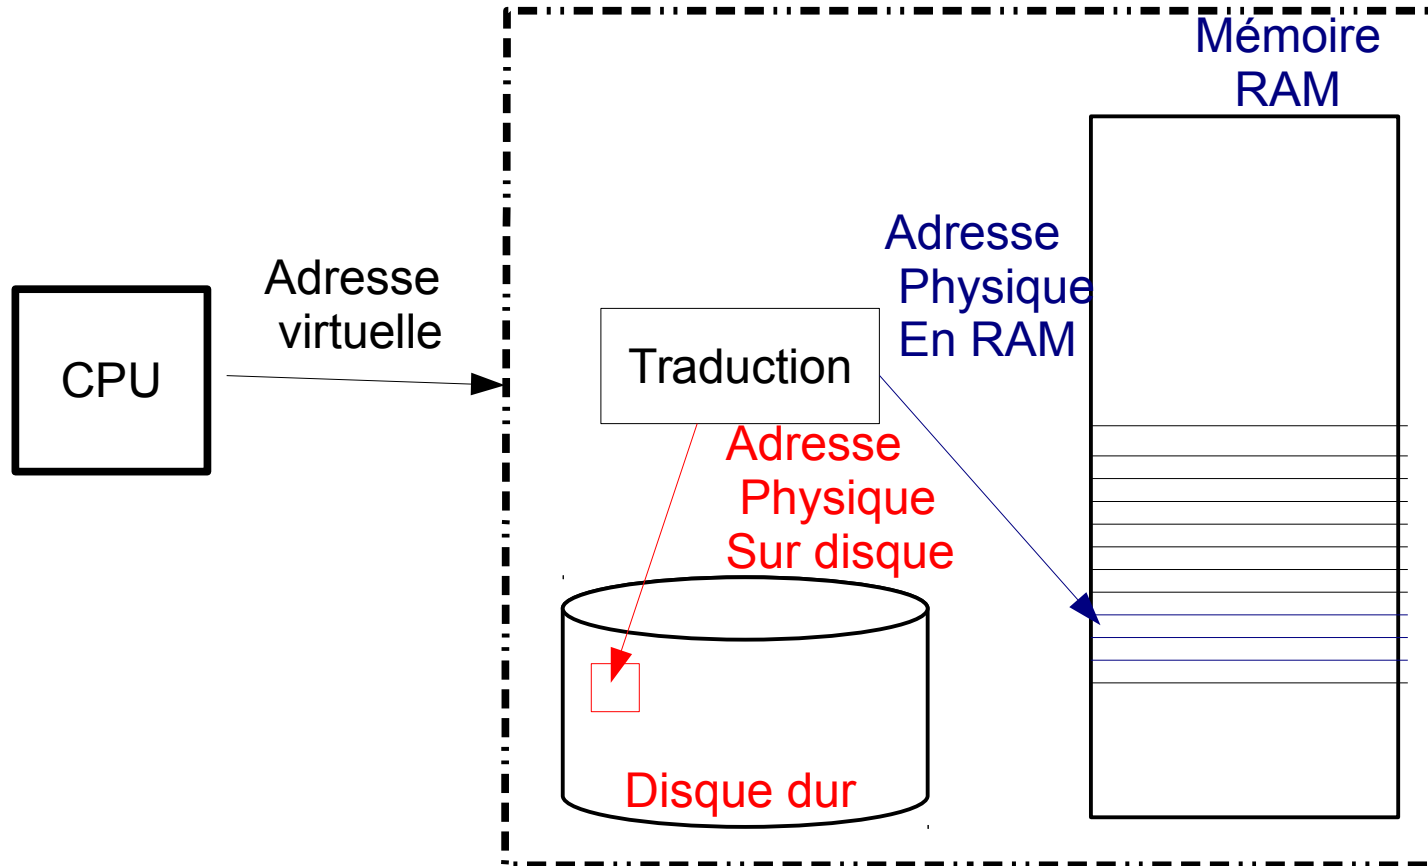 Mémoire
RAM
Adresse
Physique
En RAM
Adresse
virtuelle
CPU
Traduction
Adresse
Physique
Sur disque
Disque dur